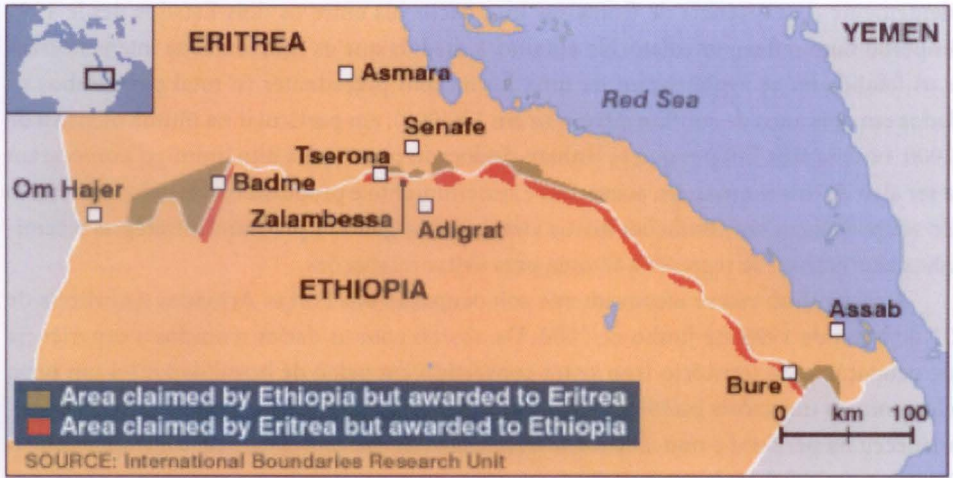 ERITREA
YEMEN
Asmara
Red Sea
Senafe
Tserona
Om Hajer
Badme
Zalambessa
Adigrat
ETHIOPIA
Assab
Bure
Area claimed by Ethiopia but awarded to Eritrea
Area claimed by Eritrea but awarded to Ethiopia
0 km 100
SOURCE: International Boundaries Research Unit